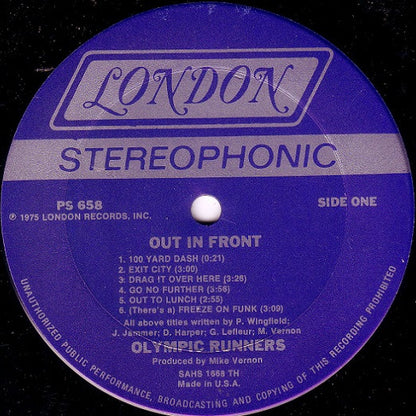 LONDON
STEREOPHONIC
PS 658
SIDE ONE
℗ 1975 LONDON RECORDS, INC.
OUT IN FRONT
1. 100 YARD DASH (0:21)
2. EXIT CITY (3:00)
3. DRAG IT OVER HERE (3:28)
4. GO NO FURTHER (3:56)
5. OUT TO LUNCH (2:55)
6. (There's a) FREEZE ON FUNK (3:09)
All above titles written by P. Wingfield;
J. Jammer; D. Harper; G. Lefleur; M. Vernon
OLYMPIC RUNNERS
Produced by Mike Vernon
SAHS 1558 TH
Made in U.S.A.
UNAUTHORIZED PUBLIC PERFORMANCE, BROADCASTING AND COPYING OF THIS RECORDING PROHIBITED